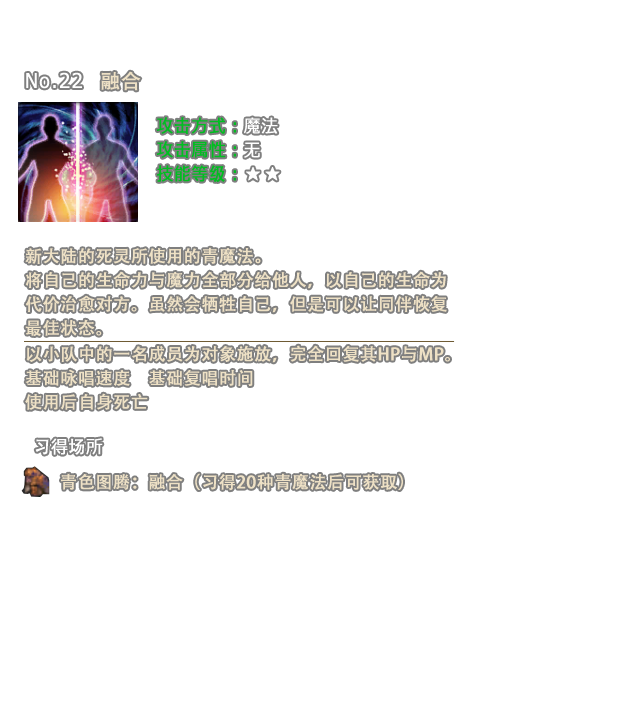 No.22 融合
攻击方式：魔法
攻击属性：无
技能等级：★★
新大陆的死灵所使用的青魔法。
将自己的生命力与魔力全部分给他人，以自己的生命为
代价治愈对方。虽然会牺牲自己，但是可以让同伴恢复
最佳状态。
以小队中的一名成员为对象施放，完全回复其HP与MP。
基础咏唱速度 基础复唱时间
使用后自身死亡
习得场所
青色图腾：融合（习得20种青魔法后可获取）